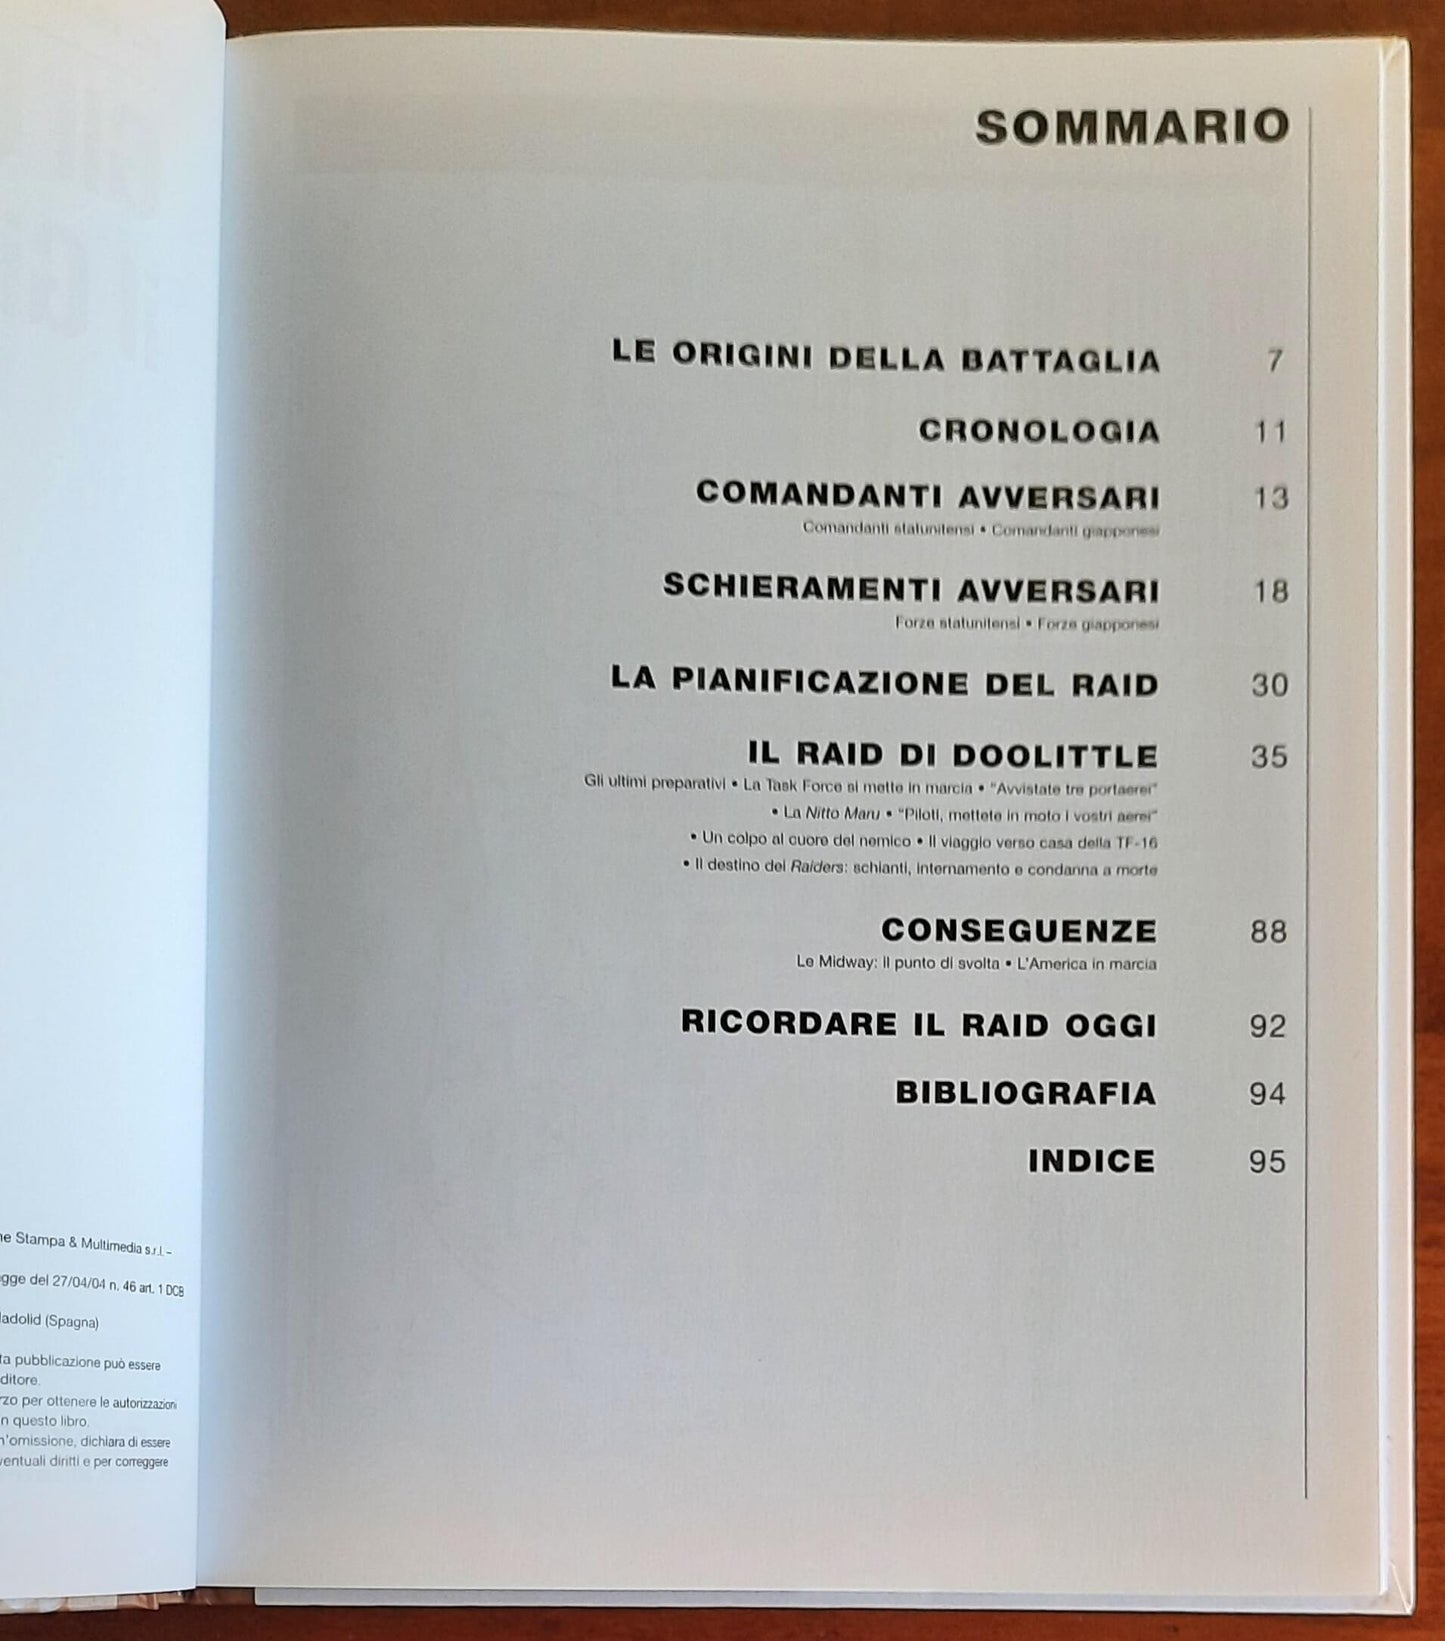 ne Stampa & Multimedia s.r.l. –
gge del 27/04/04 n. 46 art. 1 DCB
ladolid (Spagna)
ta pubblicazione può essere
ditore.
rzo per ottenere le autorizzazioni
n questo libro.
n'omissione, dichiara di essere
entuali diritti e per correggere
SOMMARIO
LE ORIGINI DELLA BATTAGLIA 7
CRONOLOGIA 11
COMANDANTI AVVERSARI 13
Comandanti statunitensi • Comandanti giapponesi
SCHIERAMENTI AVVERSARI 18
Forze statunitensi • Forze giapponesi
LA PIANIFICAZIONE DEL RAID 30
IL RAID DI DOOLITTLE 35
Gli ultimi preparativi • La Task Force si mette in marcia • "Avvistate tre portaerei"
• La Nitto Maru • "Piloti, mettete in moto i vostri aerei"
• Un colpo al cuore del nemico • Il viaggio verso casa della TF-16
• Il destino dei Raiders: schianti, internamento e condanna a morte
CONSEGUENZE 88
Le Midway: il punto di svolta • L'America in marcia
RICORDARE IL RAID OGGI 92
BIBLIOGRAFIA 94
INDICE 95